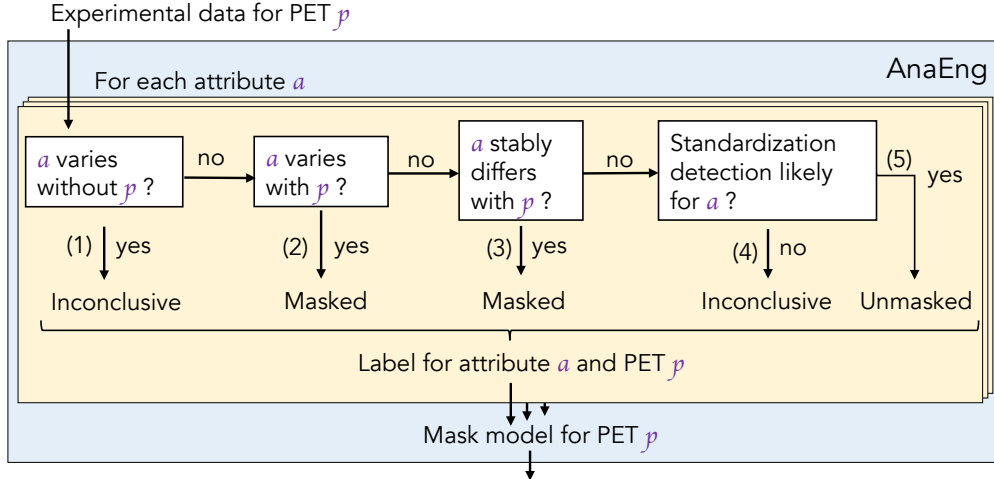 Experimental data for PET p
AnaEng
For each attribute a
a varies
without p ?
no
a varies
with p ?
no
a stably
differs
with p ?
no
Standardization
detection likely
for a ?
(5)
yes
(1)
yes
(2)
yes
(3)
yes
(4)
no
Inconclusive
Masked
Masked
Inconclusive
Unmasked
Label for attribute a and PET p
Mask model for PET p